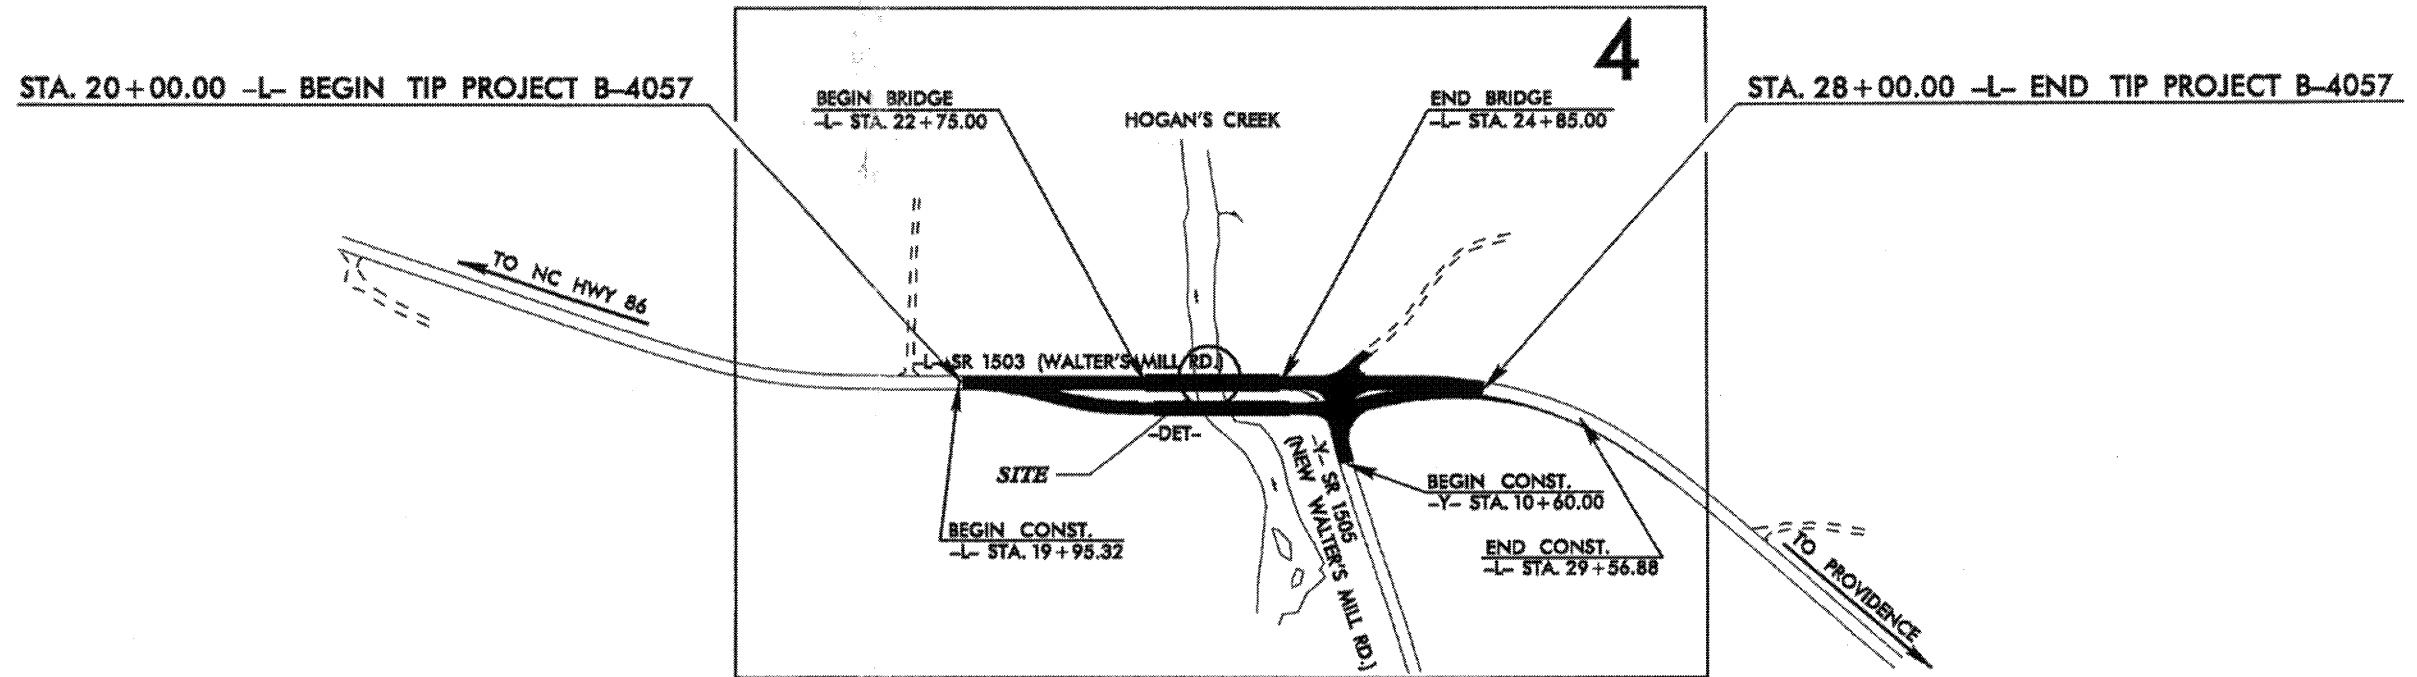 4
STA. 20+00.00 -L- BEGIN TIP PROJECT B-4057
STA. 28+00.00 -L- END TIP PROJECT B-4057
BEGIN BRIDGE
-L- STA. 22+75.00
HOGAN'S CREEK
END BRIDGE
-L- STA. 24+85.00
TO NC HWY 86
-L- SR 1503 (WALTER'S MILL RD.)
-DET-
SITE
-Y- SR 1505
(NEW WALTER'S MILL RD.)
BEGIN CONST.
-Y- STA. 10+60.00
BEGIN CONST.
-L- STA. 19+95.32
END CONST.
-L- STA. 29+56.88
TO PROVIDENCE